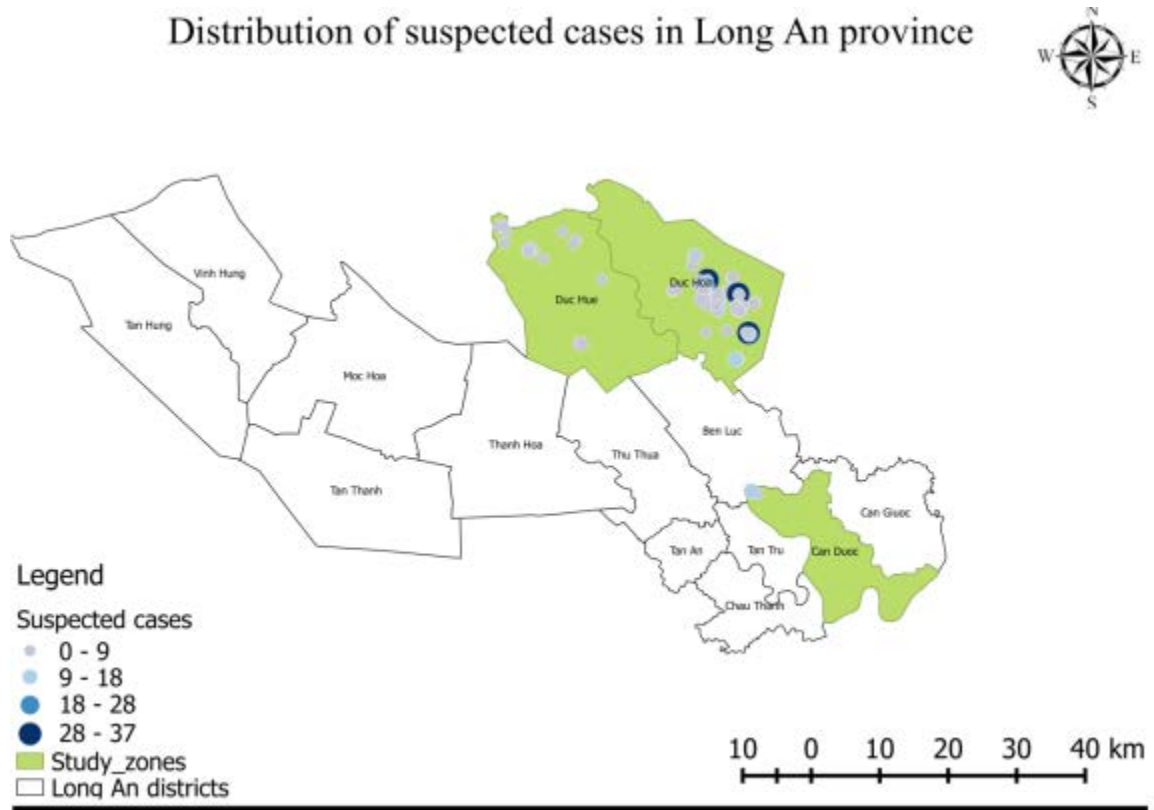 Distribution of suspected cases in Long An province
N
W E
S
Vinh Hung
Tan Hung
Duc Hue
Duc Hoa
Moc Hoa
Thanh Hoa
Thu Thua
Ben Luc
Tan Thanh
Can Giuoc
Tan An
Tan Tru
Can Duoc
Chau Thanh
Legend
Suspected cases
0 - 9
9 - 18
18 - 28
28 - 37
Study_zones
Long An districts
10 0 10 20 30 40 km